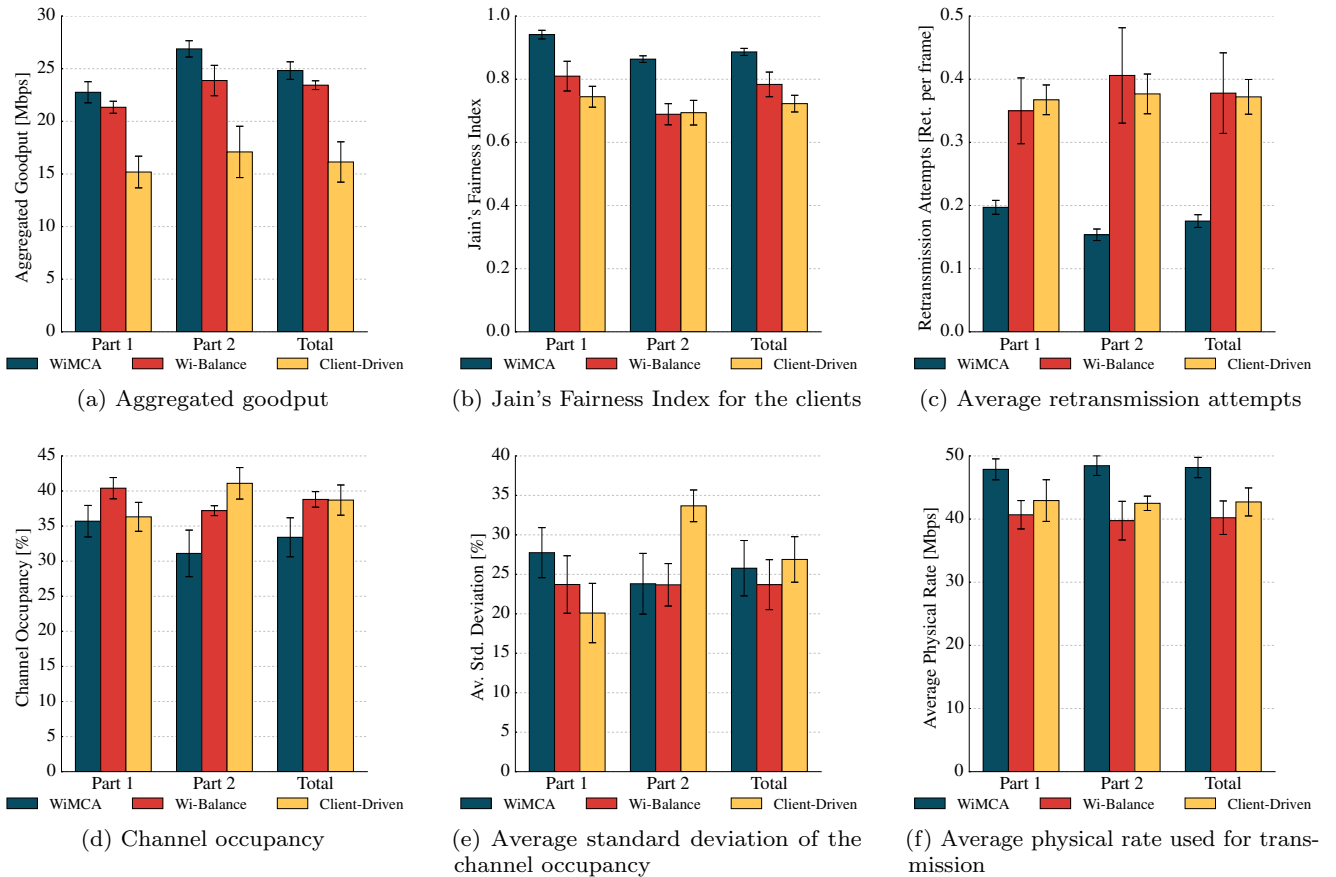 Aggregated Goodput [Mbps]
30
25
20
15
10
5
0
Part 1 Part 2 Total
WiMCA Wi-Balance Client-Driven
(a) Aggregated goodput
Jain's Fairness Index
1.0
0.8
0.6
0.4
0.2
0.0
Part 1 Part 2 Total
WiMCA Wi-Balance Client-Driven
(b) Jain's Fairness Index for the clients
Retransmission Attempts [Ret. per frame]
0.5
0.4
0.3
0.2
0.1
0.0
Part 1 Part 2 Total
WiMCA Wi-Balance Client-Driven
(c) Average retransmission attempts
Channel Occupancy [%]
45
40
35
30
25
20
15
10
5
0
Part 1 Part 2 Total
WiMCA Wi-Balance Client-Driven
(d) Channel occupancy
Av. Std. Deviation [%]
40
35
30
25
20
15
10
5
0
Part 1 Part 2 Total
WiMCA Wi-Balance Client-Driven
(e) Average standard deviation of the
channel occupancy
Average Physical Rate [Mbps]
50
40
30
20
10
0
Part 1 Part 2 Total
WiMCA Wi-Balance Client-Driven
(f) Average physical rate used for trans-
mission